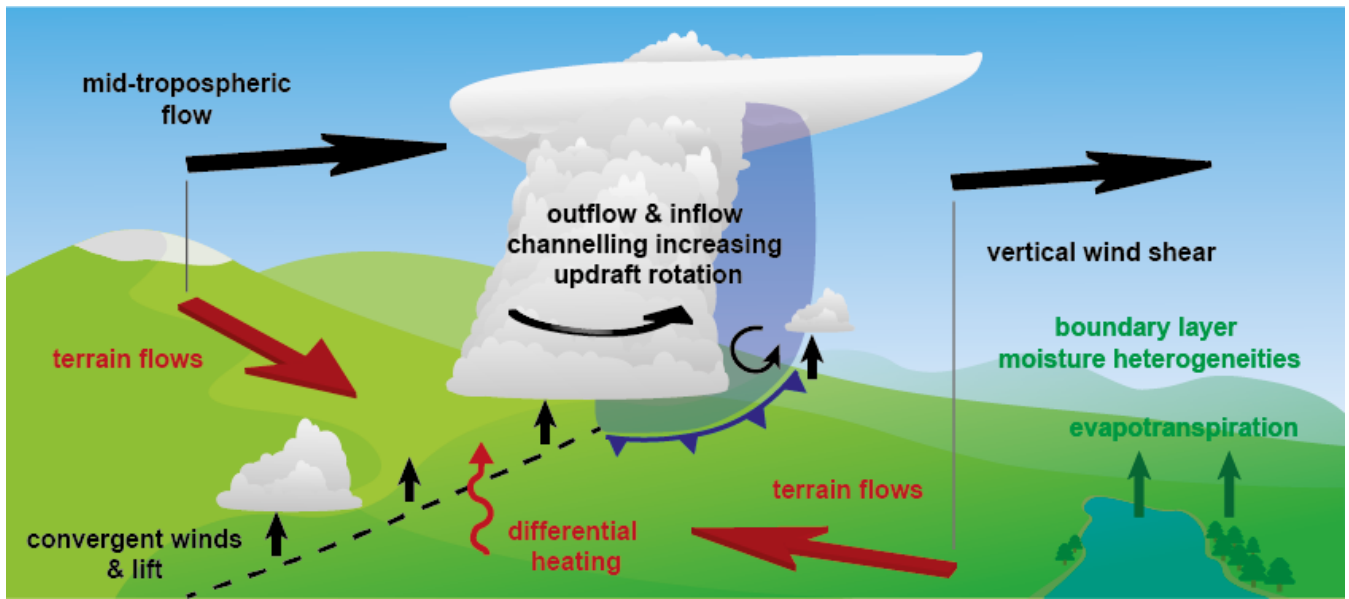 mid-tropospheric
flow
outflow & inflow
channelling increasing
updraft rotation
vertical wind shear
terrain flows
boundary layer
moisture heterogeneities
evapotranspiration
terrain flows
convergent winds
& lift
differential
heating